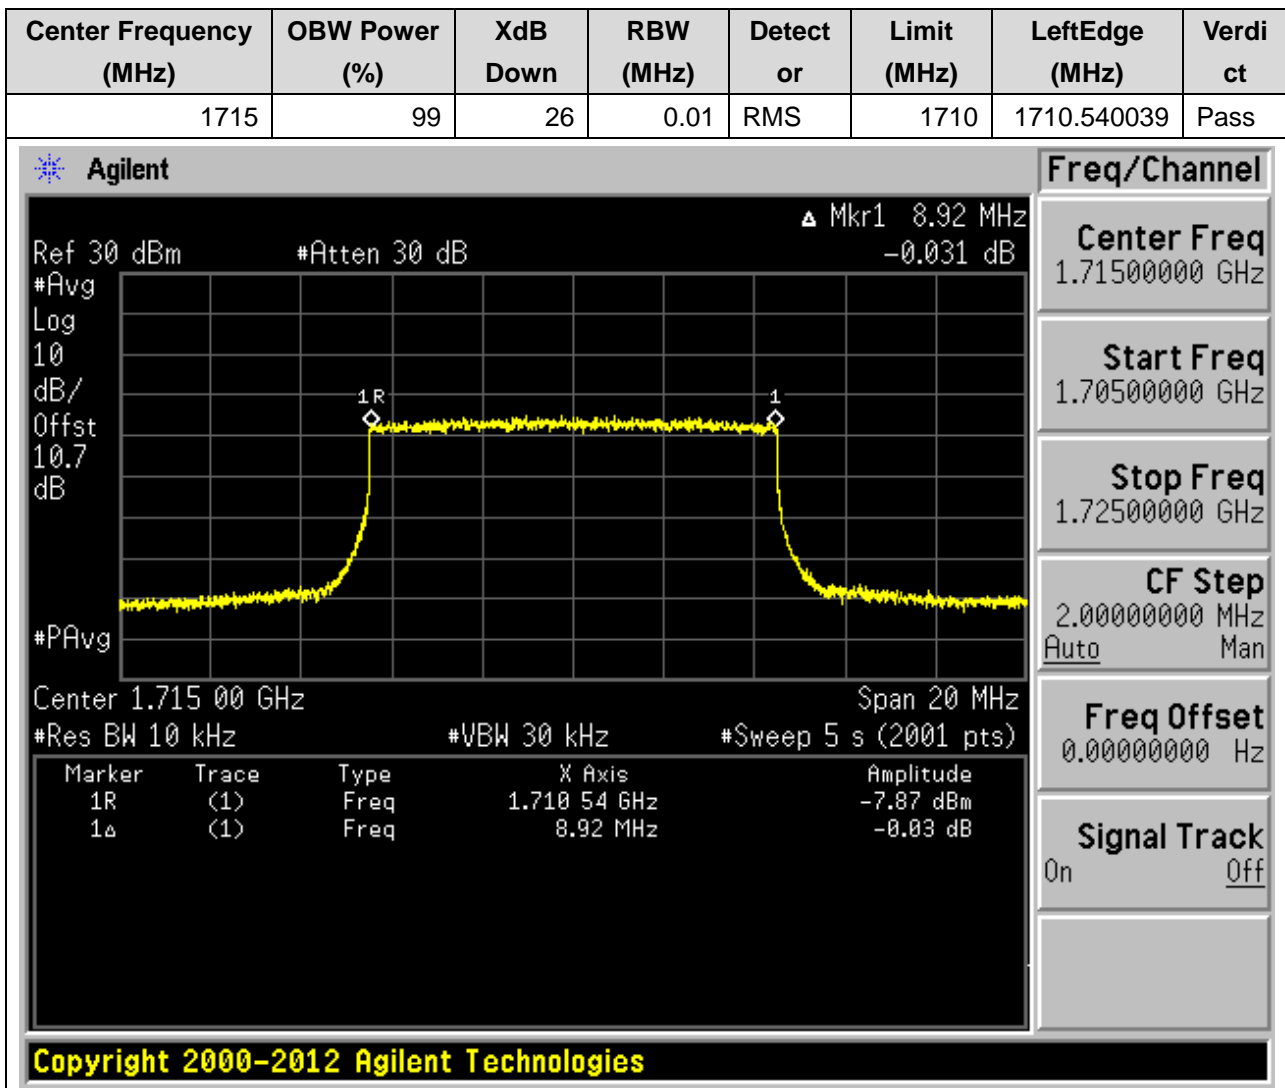 Center Frequency (MHz) OBW Power (%) XdB Down RBW (MHz) Detect or Limit (MHz) LeftEdge (MHz) Verdi ct
1715 99 26 0.01 RMS 1710 1710.540039 Pass
Agilent
Freq/Channel
Δ Mkr1 8.92 MHz
Ref 30 dBm #Atten 30 dB -0.031 dB
#Avg
Log
10
dB/
Offst
10.7
dB
#PAvg
1R
1
Center 1.715 00 GHz Span 20 MHz
#Res BW 10 kHz #VBW 30 kHz #Sweep 5 s (2001 pts)
Marker Trace Type X Axis Amplitude
1R (1) Freq 1.710 54 GHz -7.87 dBm
1Δ (1) Freq 8.92 MHz -0.03 dB
Center Freq
1.71500000 GHz
Start Freq
1.70500000 GHz
Stop Freq
1.72500000 GHz
CF Step
2.00000000 MHz
Auto Man
Freq Offset
0.00000000 Hz
Signal Track
On Off
Copyright 2000-2012 Agilent Technologies